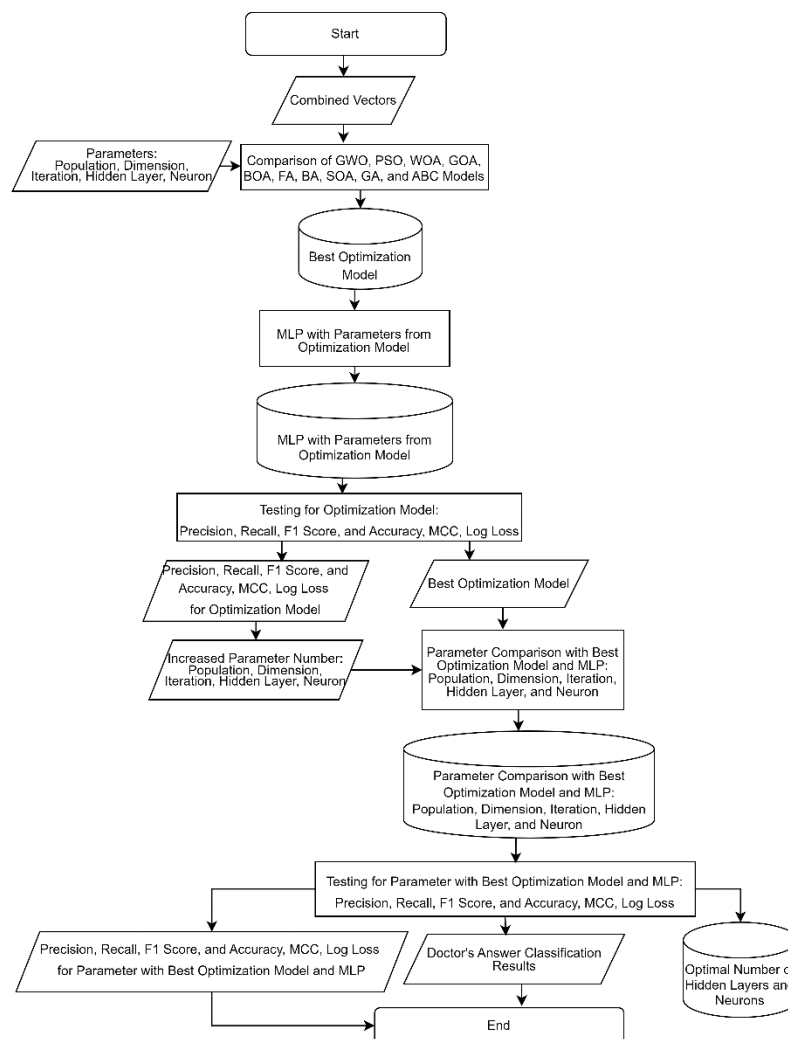 Start
Combined Vectors
Parameters:
Population, Dimension,
Iteration, Hidden Layer, Neuron
Comparison of GWO, PSO, WOA, GOA,
BOA, FA, BA, SOA, GA, and ABC Models
Best Optimization
Model
MLP with Parameters from
Optimization Model
MLP with Parameters from
Optimization Model
Testing for Optimization Model:
Precision, Recall, F1 Score, and Accuracy, MCC, Log Loss
Precision, Recall, F1 Score, and
Accuracy, MCC, Log Loss
for Optimization Model
Best Optimization Model
Increased Parameter Number:
Population, Dimension,
Iteration, Hidden Layer, Neuron
Parameter Comparison with Best
Optimization Model and MLP:
Population, Dimension, Iteration,
Hidden Layer, and Neuron
Parameter Comparison with Best
Optimization Model and MLP:
Population, Dimension, Iteration, Hidden
Layer, and Neuron
Testing for Parameter with Best Optimization Model and MLP:
Precision, Recall, F1 Score, and Accuracy, MCC, Log Loss
Precision, Recall, F1 Score, and Accuracy, MCC, Log Loss
for Parameter with Best Optimization Model and MLP
Doctor's Answer Classification
Results
Optimal Number o
Hidden Layers and
Neurons
End